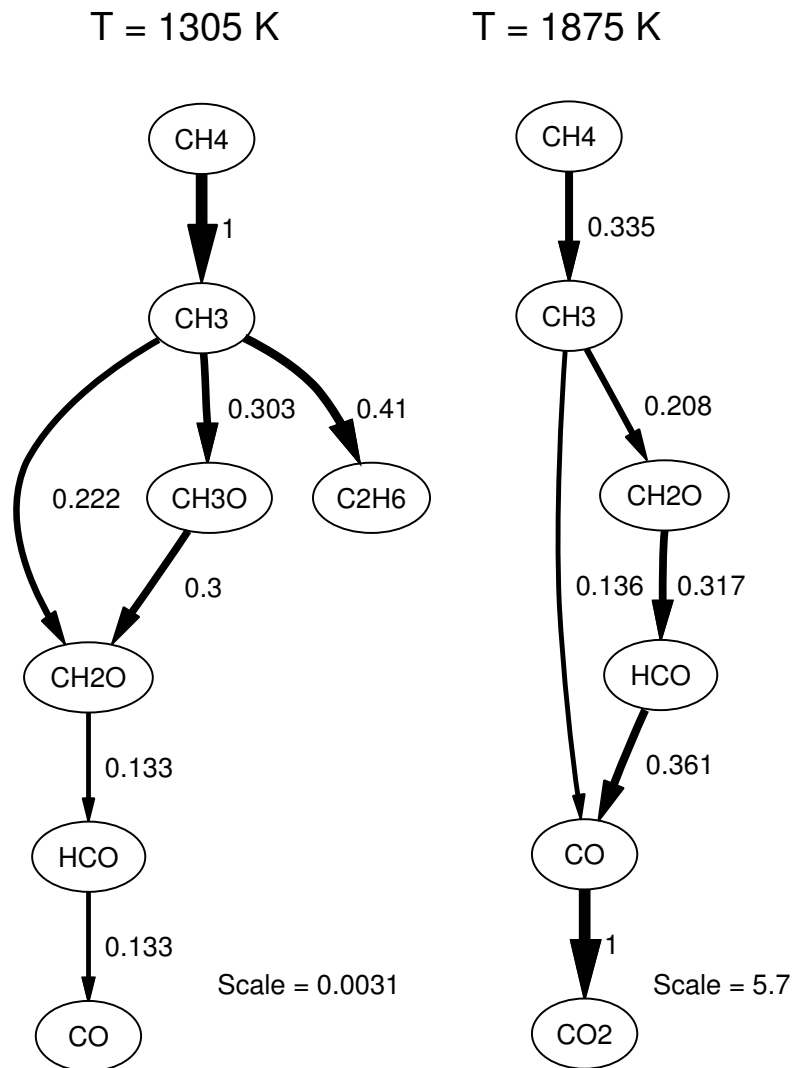 T = 1305 K
CH4
1
CH3
0.303
0.41
0.222
CH3O
C2H6
0.3
CH2O
0.133
HCO
0.133
Scale = 0.0031
CO
T = 1875 K
CH4
0.335
CH3
0.208
CH2O
0.136
0.317
HCO
0.361
CO
1
Scale = 5.7
CO2